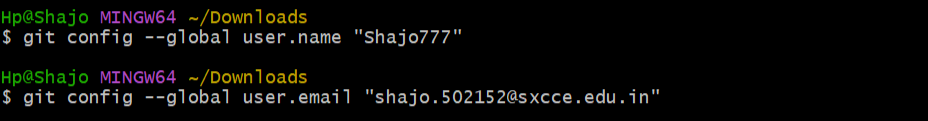 Hp@Shajo MINGW64 ~/Downloads
$ git config --global user.name "Shajo777"
Hp@Shajo MINGW64 ~/Downloads
$ git config --global user.email "shajo.502152@sxcce.edu.in"